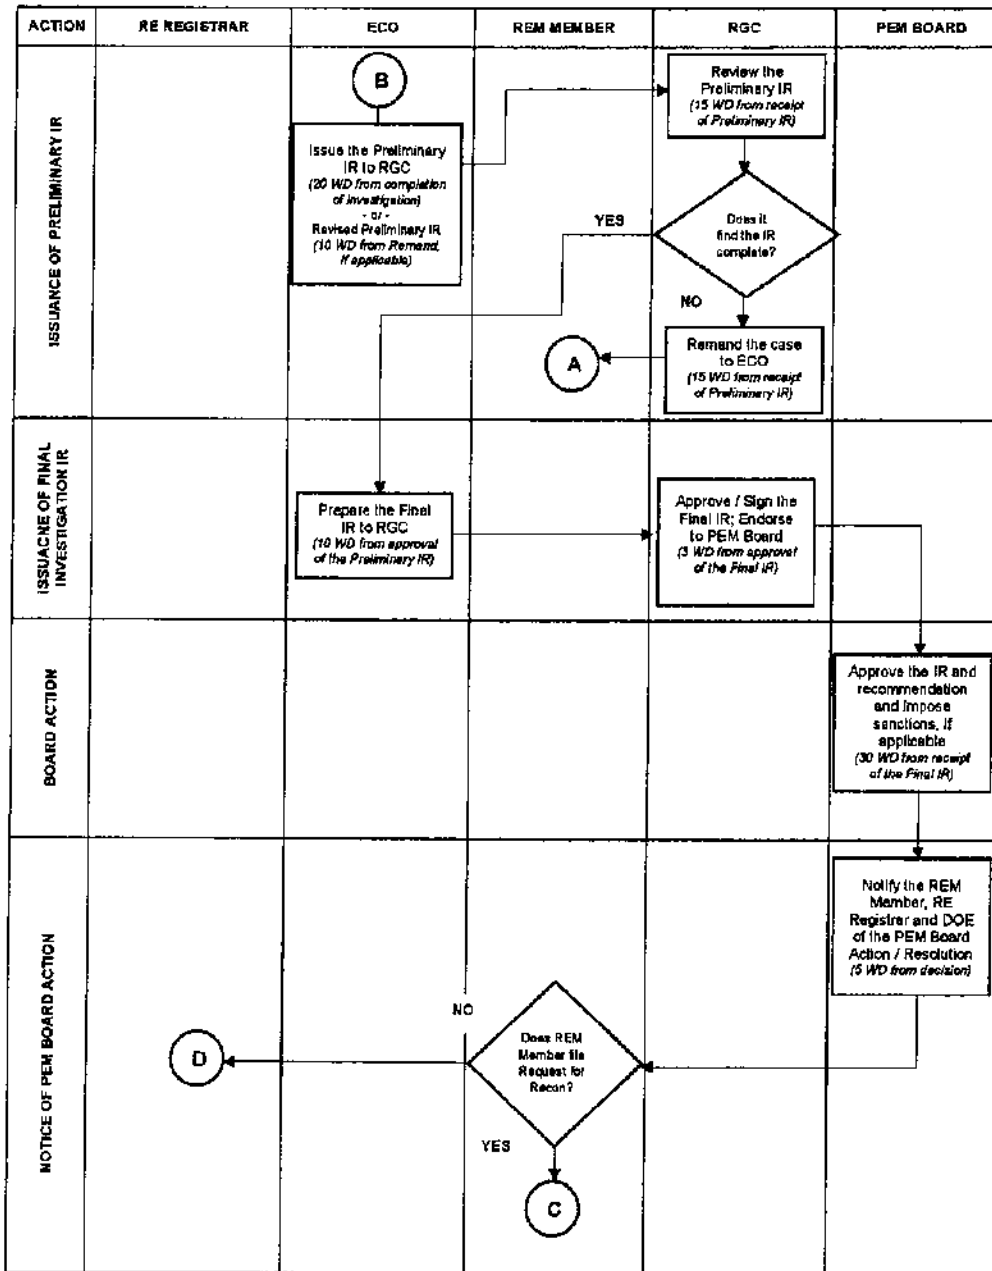 ACTION
RE REGISTRAR
ECO
REM MEMBER
RGC
PEM BOARD
ISSUANCE OF PRELIMINARY IR
B
Issue the Preliminary
IR to RGC
(20 WD from completion
of investigation)
- or -
Revised Preliminary IR
(10 WD from Remand,
if applicable)
Review the
Preliminary IR
(15 WD from receipt
of Preliminary IR)
YES
Does it
find the IR
complete?
NO
Remand the case
to ECO
(15 WD from receipt
of Preliminary IR)
A
ISSUACNE OF FINAL
INVESTIGATION IR
Prepare the Final
IR to RGC
(10 WD from approval
of the Preliminary IR)
Approve / Sign the
Final IR; Endorse
to PEM Board
(3 WD from approval
of the Final IR)
BOARD ACTION
Approve the IR and
recommendation
and impose
sanctions, if
applicable
(30 WD from receipt
of the Final IR)
NOTICE OF PEM BOARD ACTION
Notify the REM
Member, RE
Registrar and DOE
of the PEM Board
Action / Resolution
(5 WD from decision)
NO
Does REM
Member file
Request for
Recon?
D
YES
C